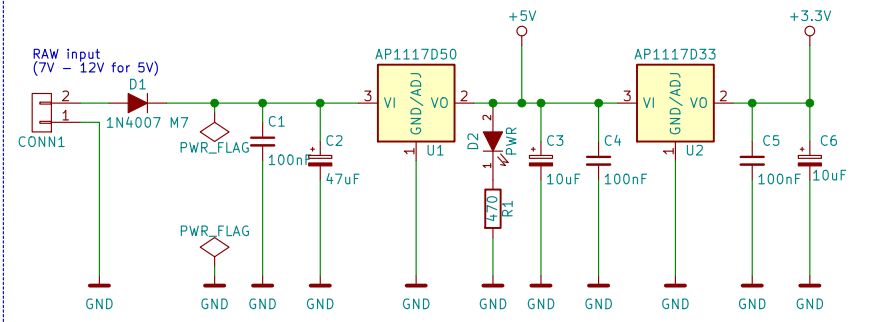 +5V
+3.3V
RAW input
(7V – 12V for 5V)
AP1117D50
AP1117D33
D1
2
1
CONN1
1N4007 M7
PWR_FLAG
C1
100nF
C2
47uF
3
VI
GND/ADJ
VO
2
1
U1
2
D2
PWR
1
470
R1
C3
10uF
C4
100nF
3
VI
GND/ADJ
VO
2
1
U2
C5
100nF
C6
10uF
PWR_FLAG
GND
GND
GND
GND
GND
GND
GND
GND
GND
GND
GND